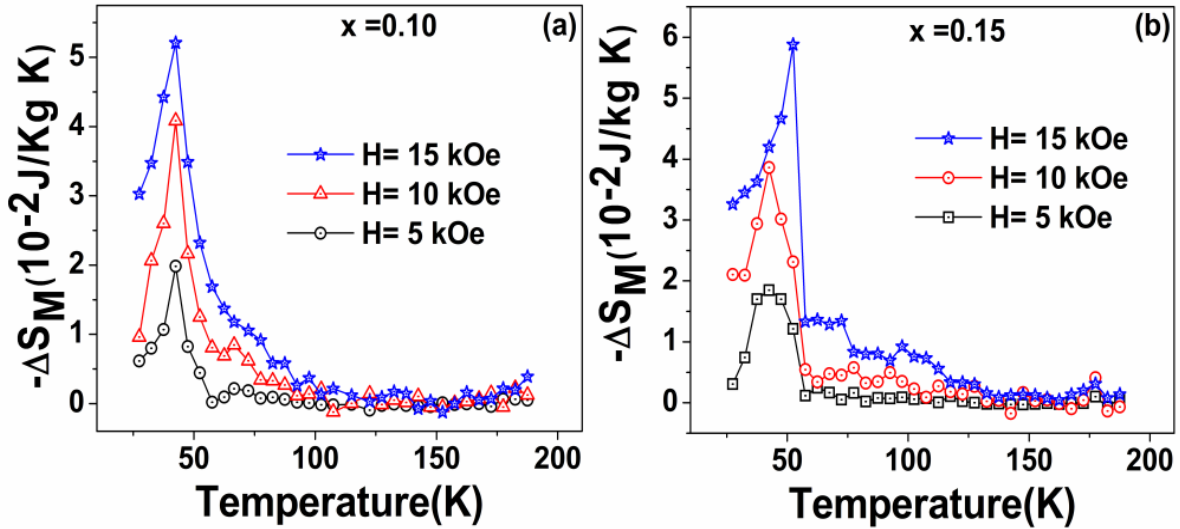 x =0.10
(a)
-ΔS_M(10^-2J/Kg K)
5
4
3
2
1
0
H= 15 kOe
H= 10 kOe
H= 5 kOe
50
100
150
200
Temperature(K)
x =0.15
(b)
-ΔS_M(10^-2J/kg K)
6
5
4
3
2
1
0
H= 15 kOe
H= 10 kOe
H= 5 kOe
50
100
150
200
Temperature(K)